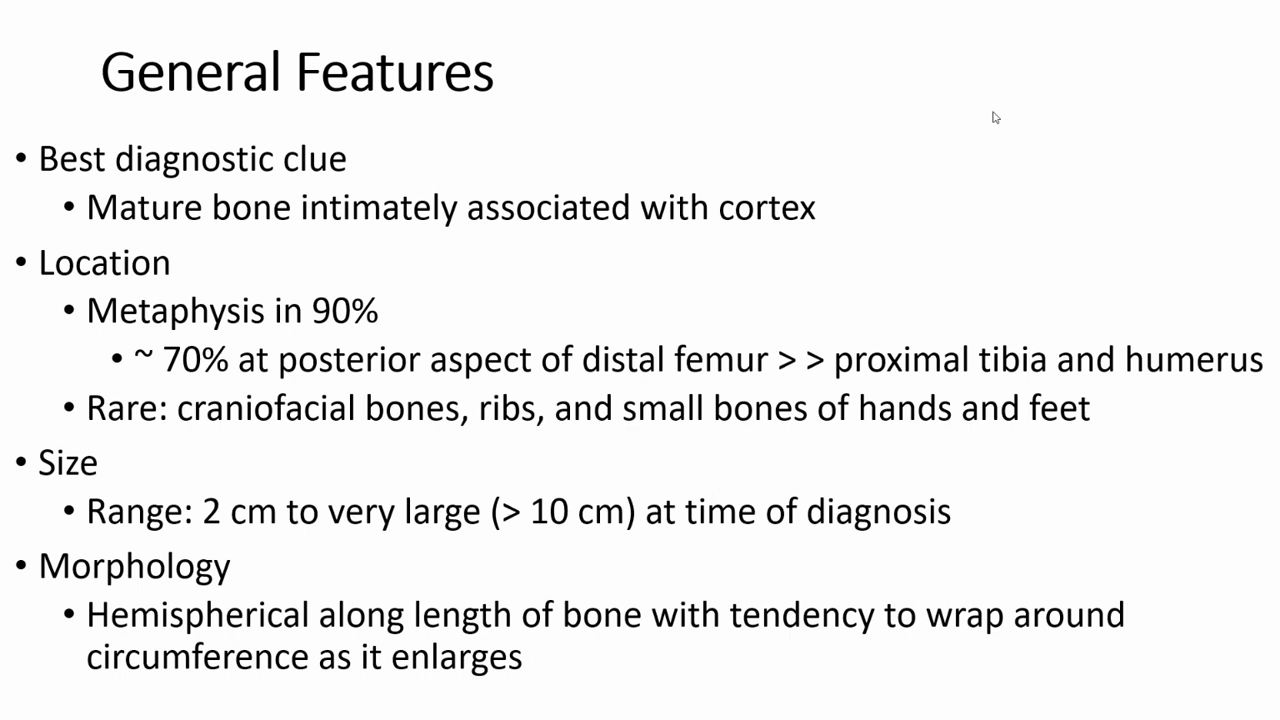 General Features
• Best diagnostic clue
• Mature bone intimately associated with cortex
• Location
• Metaphysis in 90%
• ~ 70% at posterior aspect of distal femur > > proximal tibia and humerus
• Rare: craniofacial bones, ribs, and small bones of hands and feet
• Size
• Range: 2 cm to very large (> 10 cm) at time of diagnosis
• Morphology
• Hemispherical along length of bone with tendency to wrap around
circumference as it enlarges